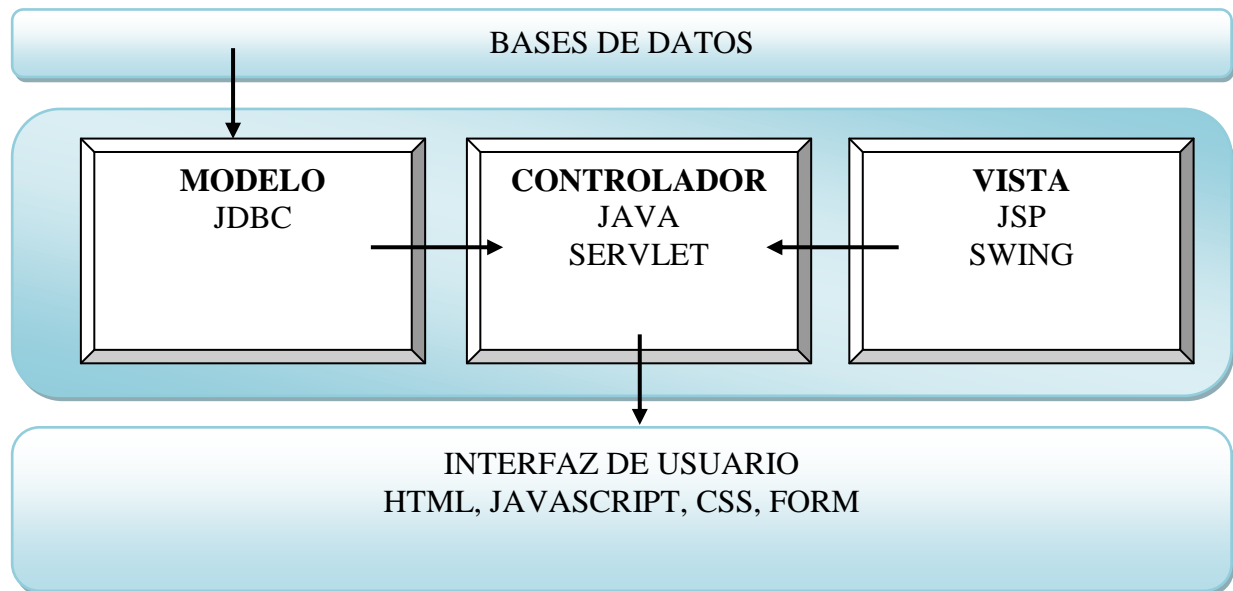 BASES DE DATOS
MODELO
JDBC
CONTROLADOR
JAVA
SERVLET
VISTA
JSP
SWING
INTERFAZ DE USUARIO
HTML, JAVASCRIPT, CSS, FORM